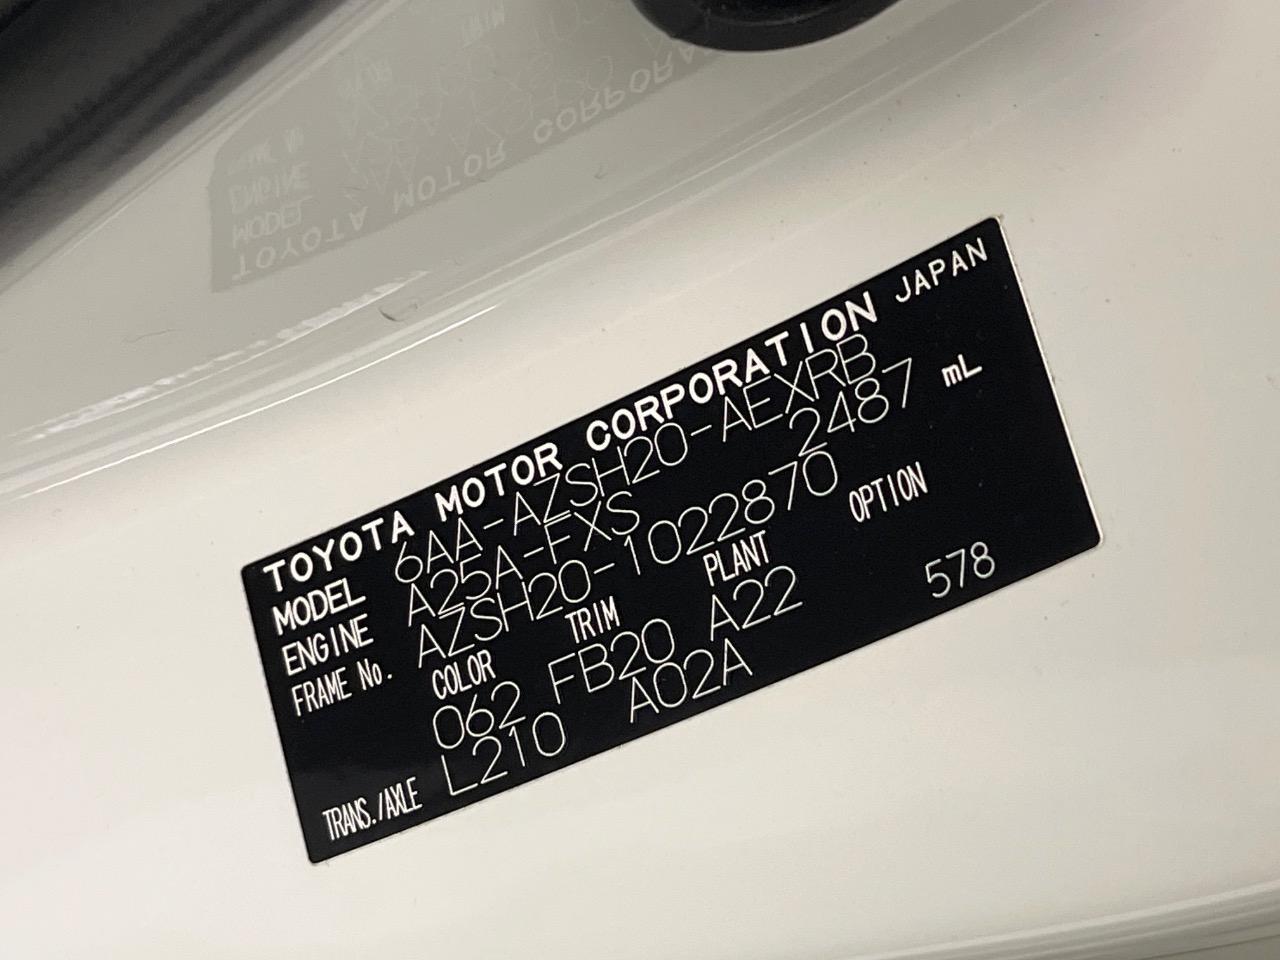 TOYOTA MOTOR CORPORATION JAPAN
MODEL 6AA-AZSH20-AEXRB
ENGINE A25A-FXS 2487 mL
FRAME No. AZSH20-1022870
COLOR TRIM PLANT OPTION
062 FB20 A22 578
TRANS./AXLE L210 A02A